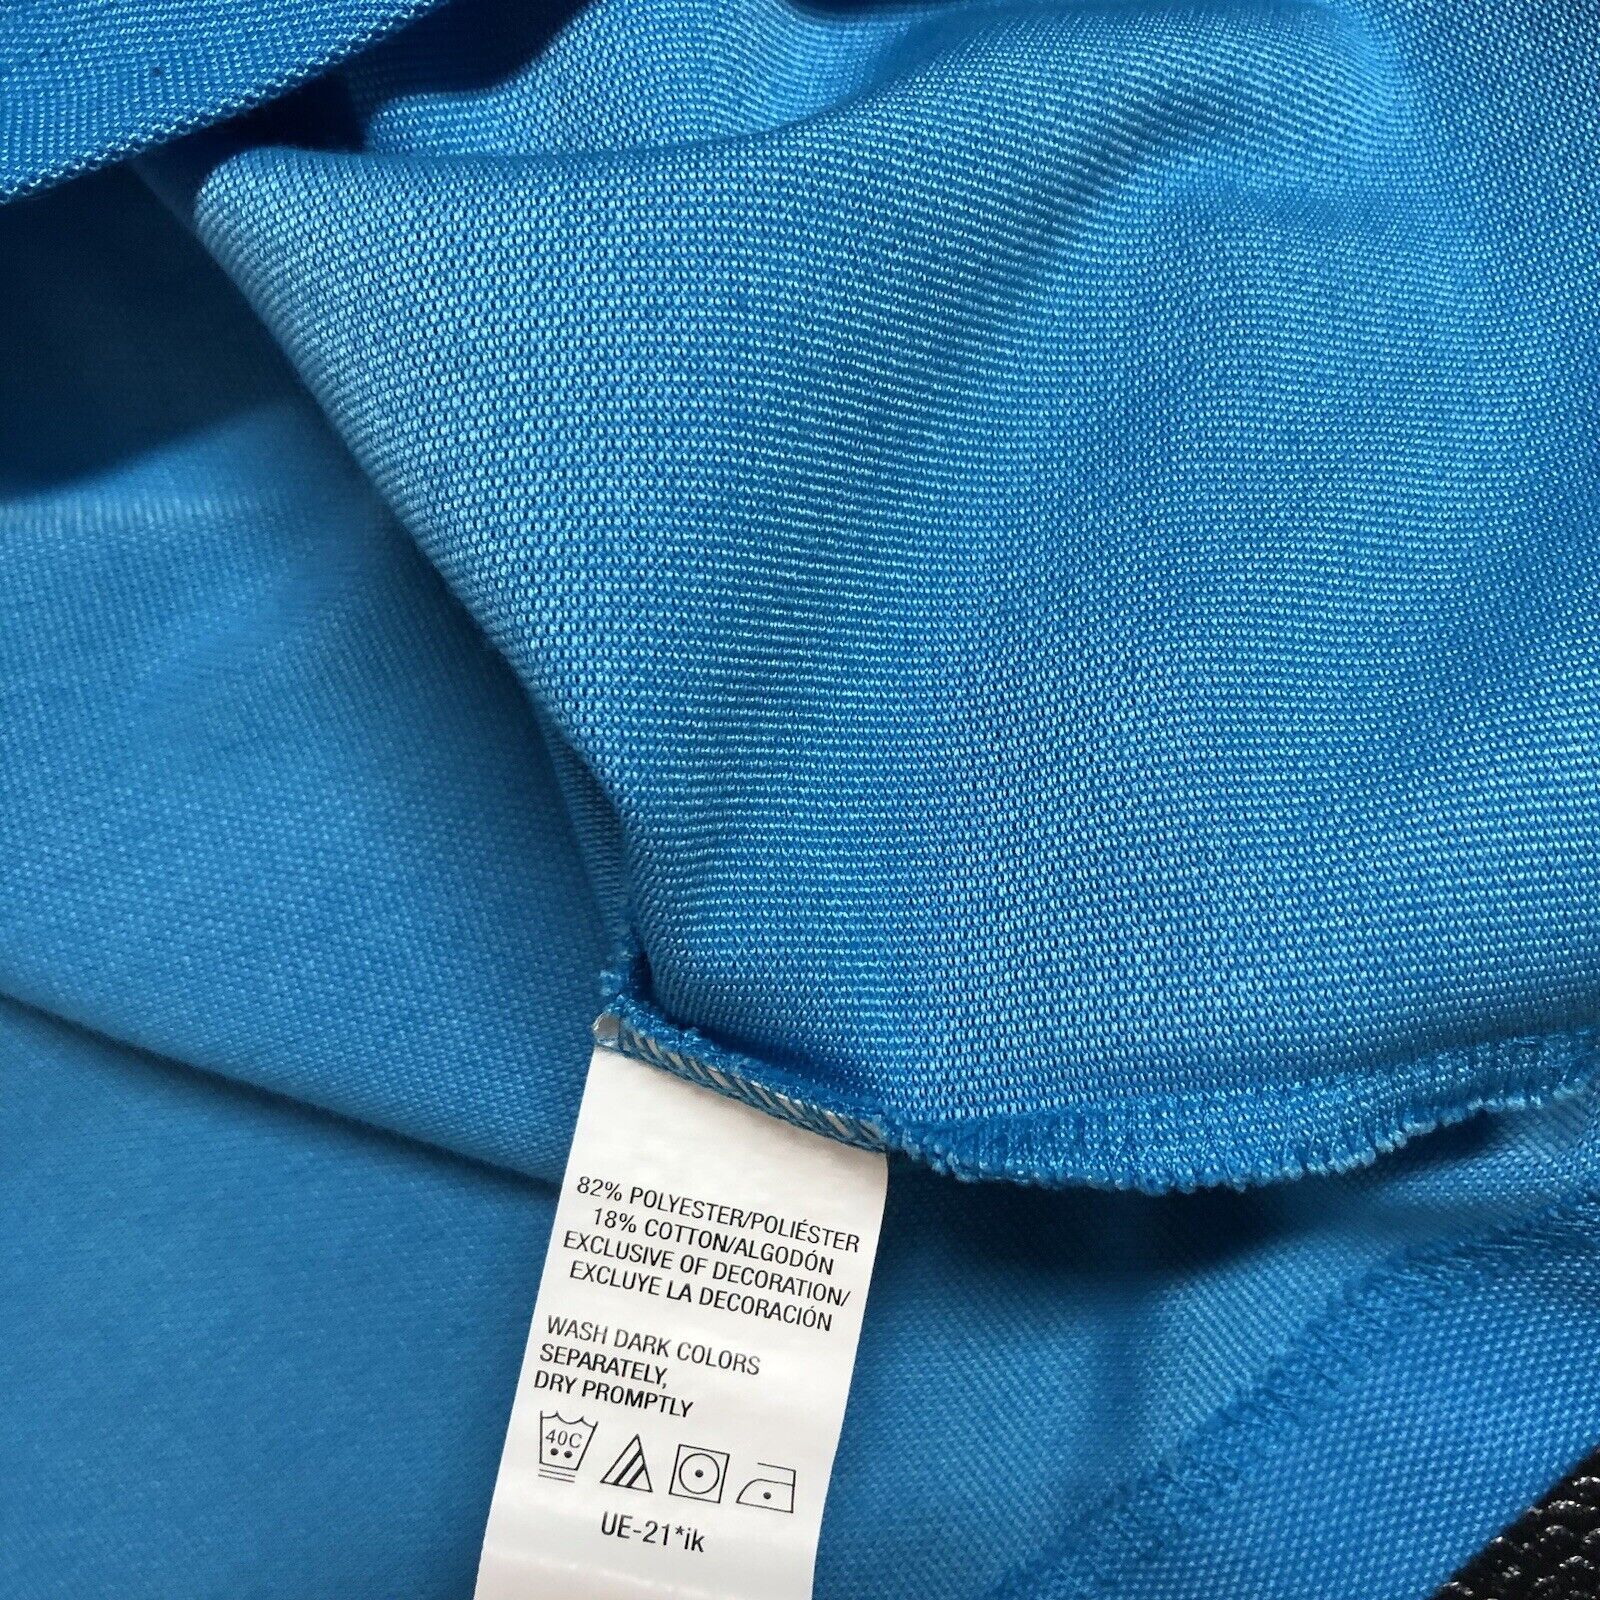 82% POLYESTER/POLIÉSTER
18% COTTON/ALGODÓN
EXCLUSIVE OF DECORATION/
EXCLUYE LA DECORACIÓN
WASH DARK COLORS
SEPARATELY,
DRY PROMPTLY
40C
UE-21*ik